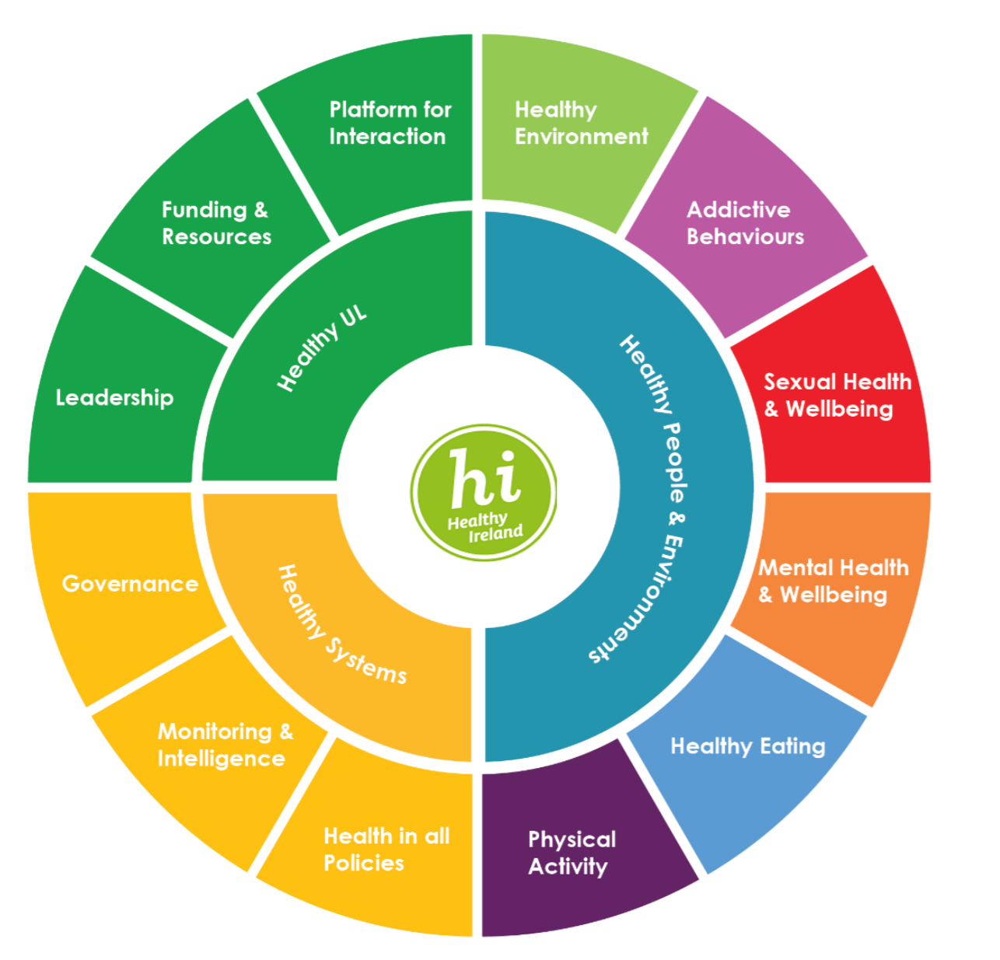 Platform for
Interaction
Healthy
Environment
Addictive
Behaviours
Sexual Health
& Wellbeing
Mental Health
& Wellbeing
Healthy Eating
Physical
Activity
Health in all
Policies
Monitoring &
Intelligence
Governance
Leadership
Funding &
Resources
Healthy UL
Healthy People & Environments
Healthy Systems
hi
Healthy
Ireland